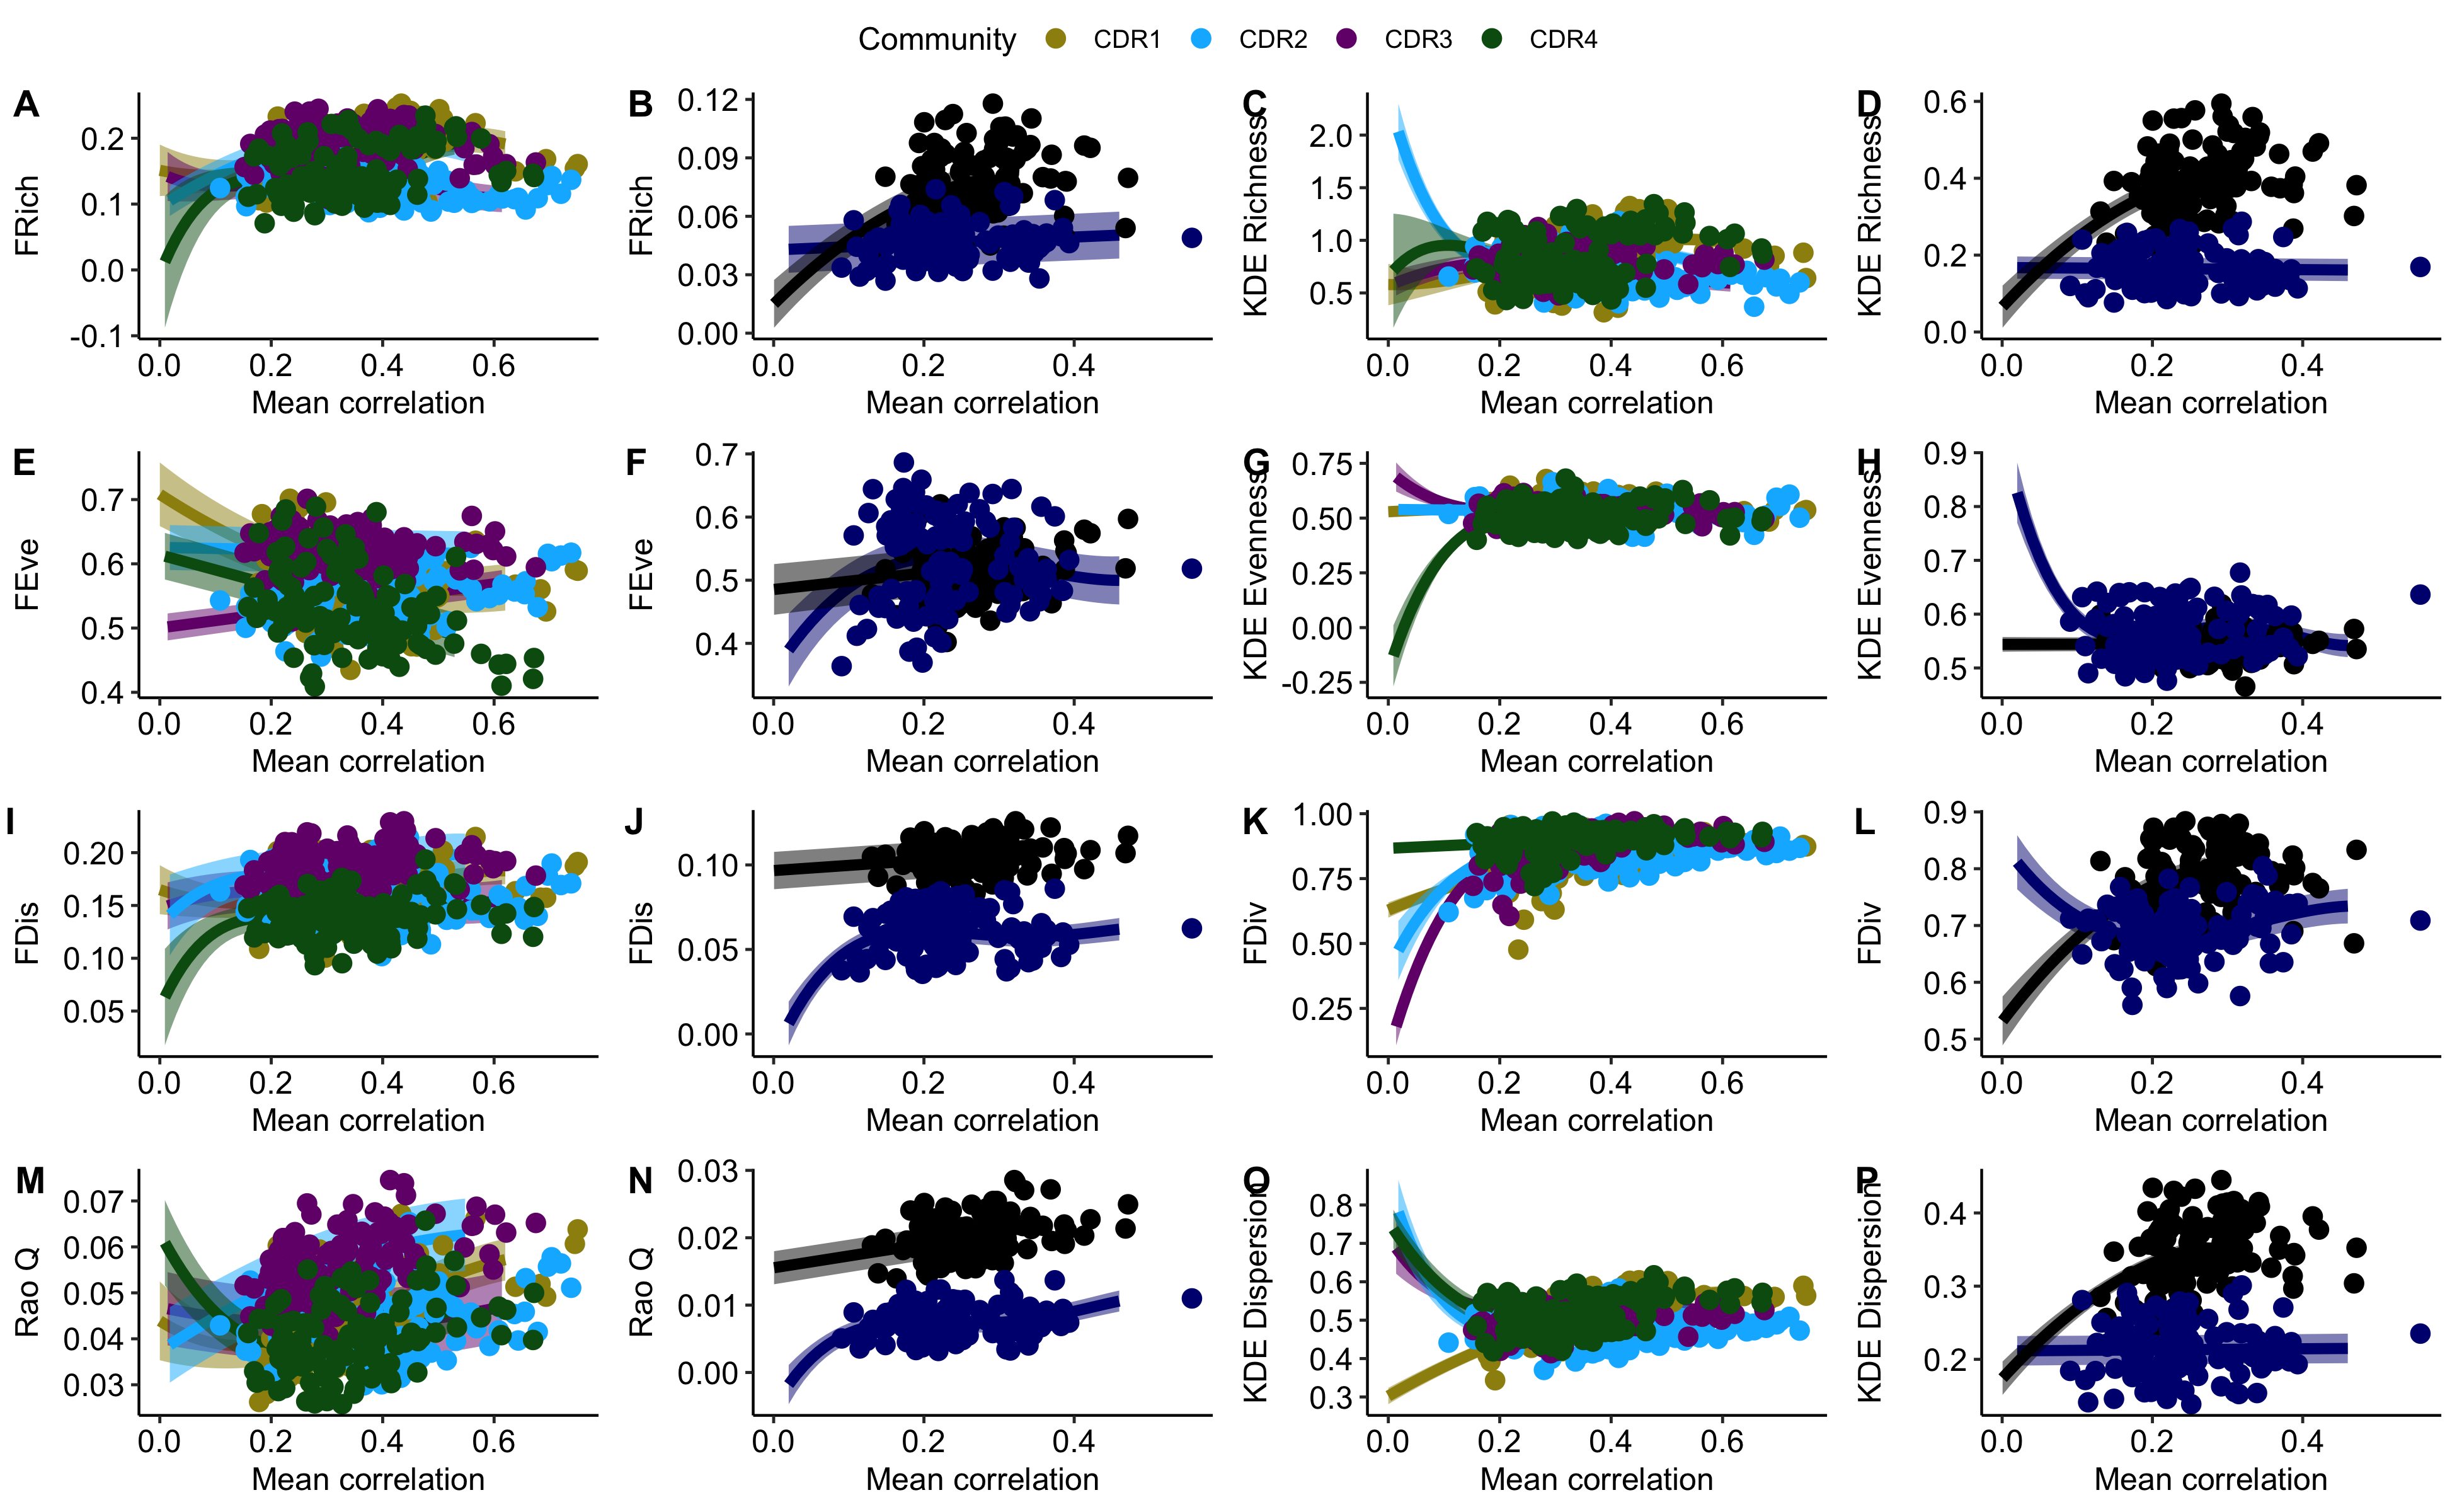 Community CDR1 CDR2 CDR3 CDR4
A
FRich
0.2
0.1
0.0
-0.1
0.0 0.2 0.4 0.6
Mean correlation
B
FRich
0.12
0.09
0.06
0.03
0.00
0.0 0.2 0.4
Mean correlation
C
KDE Richness
2.0
1.5
1.0
0.5
0.0 0.2 0.4 0.6
Mean correlation
D
KDE Richness
0.6
0.4
0.2
0.0
0.0 0.2 0.4
Mean correlation
E
FEve
0.7
0.6
0.5
0.4
0.0 0.2 0.4 0.6
Mean correlation
F
FEve
0.7
0.6
0.5
0.4
0.0 0.2 0.4
Mean correlation
G
KDE Evenness
0.75
0.50
0.25
0.00
-0.25
0.0 0.2 0.4 0.6
Mean correlation
H
KDE Evenness
0.9
0.8
0.7
0.6
0.5
0.0 0.2 0.4
Mean correlation
I
FDis
0.20
0.15
0.10
0.05
0.0 0.2 0.4 0.6
Mean correlation
J
FDis
0.10
0.05
0.00
0.0 0.2 0.4
Mean correlation
K
FDiv
1.00
0.75
0.50
0.25
0.0 0.2 0.4 0.6
Mean correlation
L
FDiv
0.9
0.8
0.7
0.6
0.5
0.0 0.2 0.4
Mean correlation
M
Rao Q
0.07
0.06
0.05
0.04
0.03
0.0 0.2 0.4 0.6
Mean correlation
N
Rao Q
0.03
0.02
0.01
0.00
0.0 0.2 0.4
Mean correlation
O
KDE Dispersion
0.8
0.7
0.6
0.5
0.4
0.3
0.0 0.2 0.4 0.6
Mean correlation
P
KDE Dispersion
0.4
0.3
0.2
0.0 0.2 0.4
Mean correlation